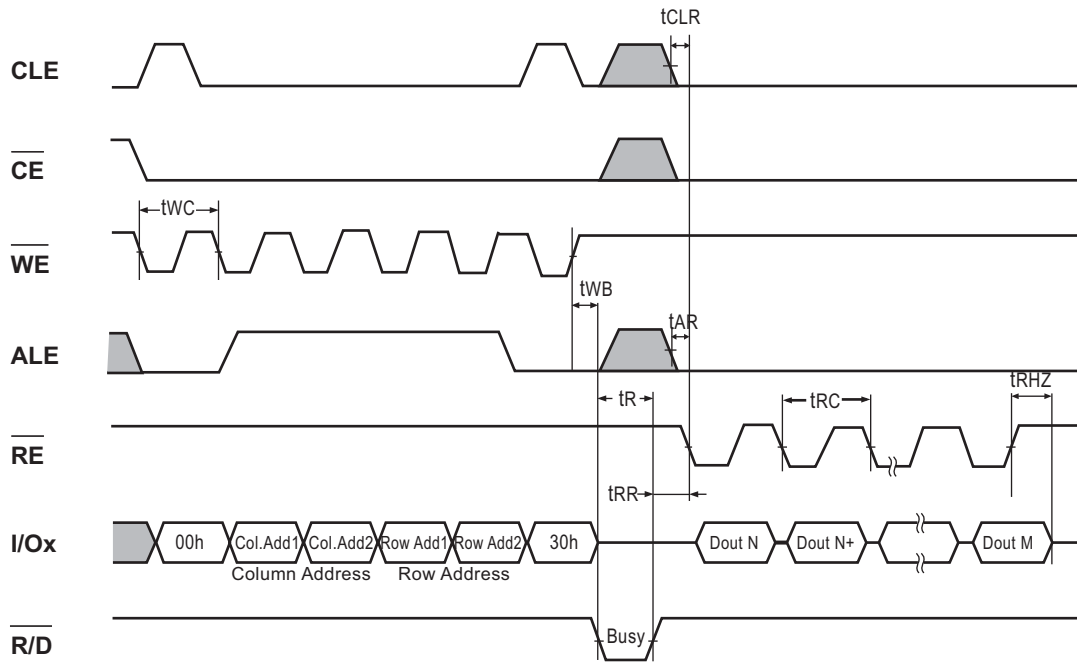 tCLR
CLE
CE
tWC
WE
tWB
tAR
ALE
tR
tRC
tRHZ
RE
tRR
I/Ox
00h
Col.Add1
Col.Add2
Row Add1
Row Add2
30h
Dout N
Dout N+
Dout M
Column Address
Row Address
R/D
Busy